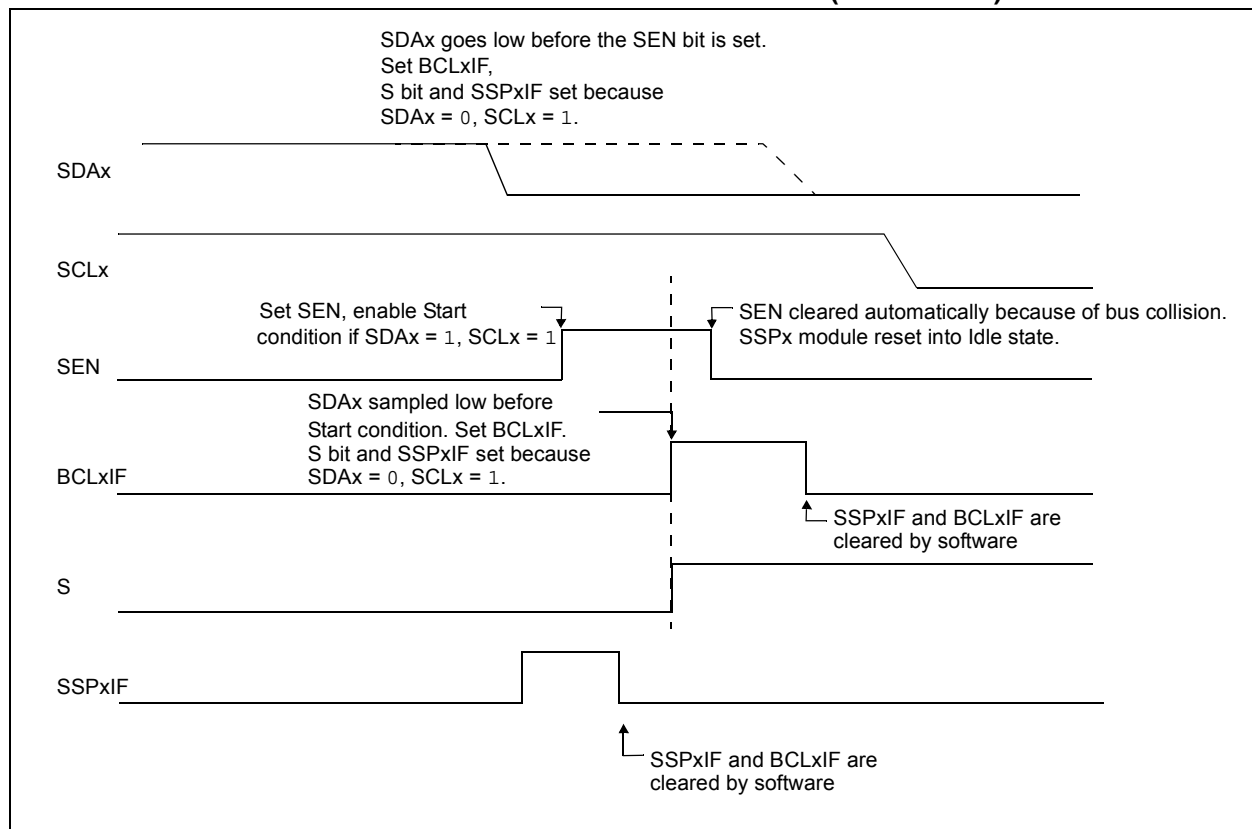 SDAx goes low before the SEN bit is set.
Set BCLxIF,
S bit and SSPxIF set because
SDAx = 0, SCLx = 1.
SDAx
SCLx
Set SEN, enable Start
condition if SDAx = 1, SCLx = 1
SEN cleared automatically because of bus collision.
SSPx module reset into Idle state.
SEN
SDAx sampled low before
Start condition. Set BCLxIF.
S bit and SSPxIF set because
SDAx = 0, SCLx = 1.
BCLxIF
SSPxIF and BCLxIF are
cleared by software
S
SSPxIF
SSPxIF and BCLxIF are
cleared by software